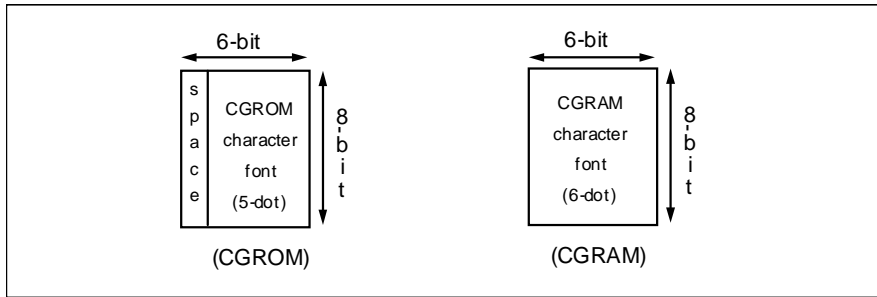 6-bit
space
CGROM
character
font
(5-dot)
8-bit
(CGROM)
6-bit
CGRAM
character
font
(6-dot)
8-bit
(CGRAM)